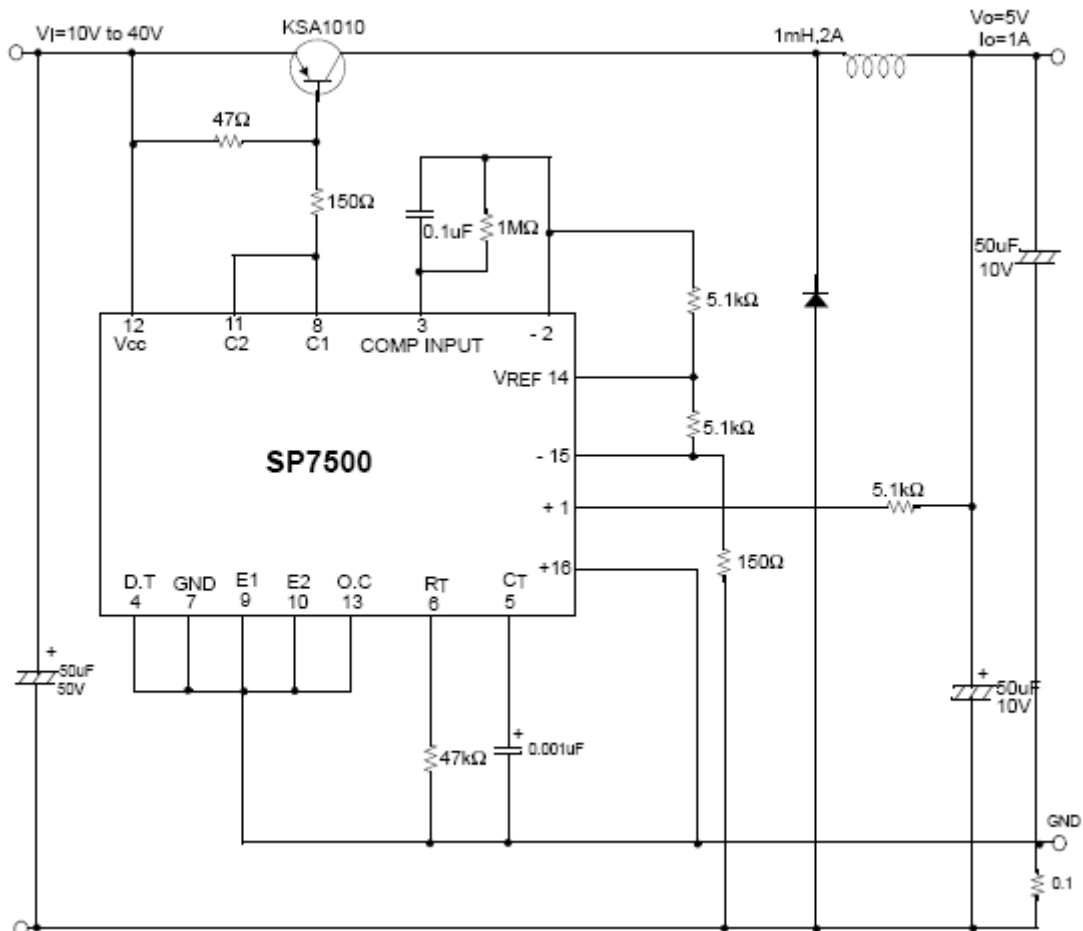 VI=10V to 40V
KSA1010
1mH,2A
Vo=5V
Io=1A
47Ω
150Ω
0.1uF
1MΩ
5.1kΩ
50uF
10V
12
Vcc
11
C2
8
C1
3
COMP INPUT
- 2
VREF 14
5.1kΩ
SP7500
- 15
+ 1
5.1kΩ
+16
150Ω
D.T
4
GND
7
E1
9
E2
10
O.C
13
RT
6
CT
5
+
50uF
50V
+
50uF
10V
47kΩ
+
0.001uF
GND
0.1